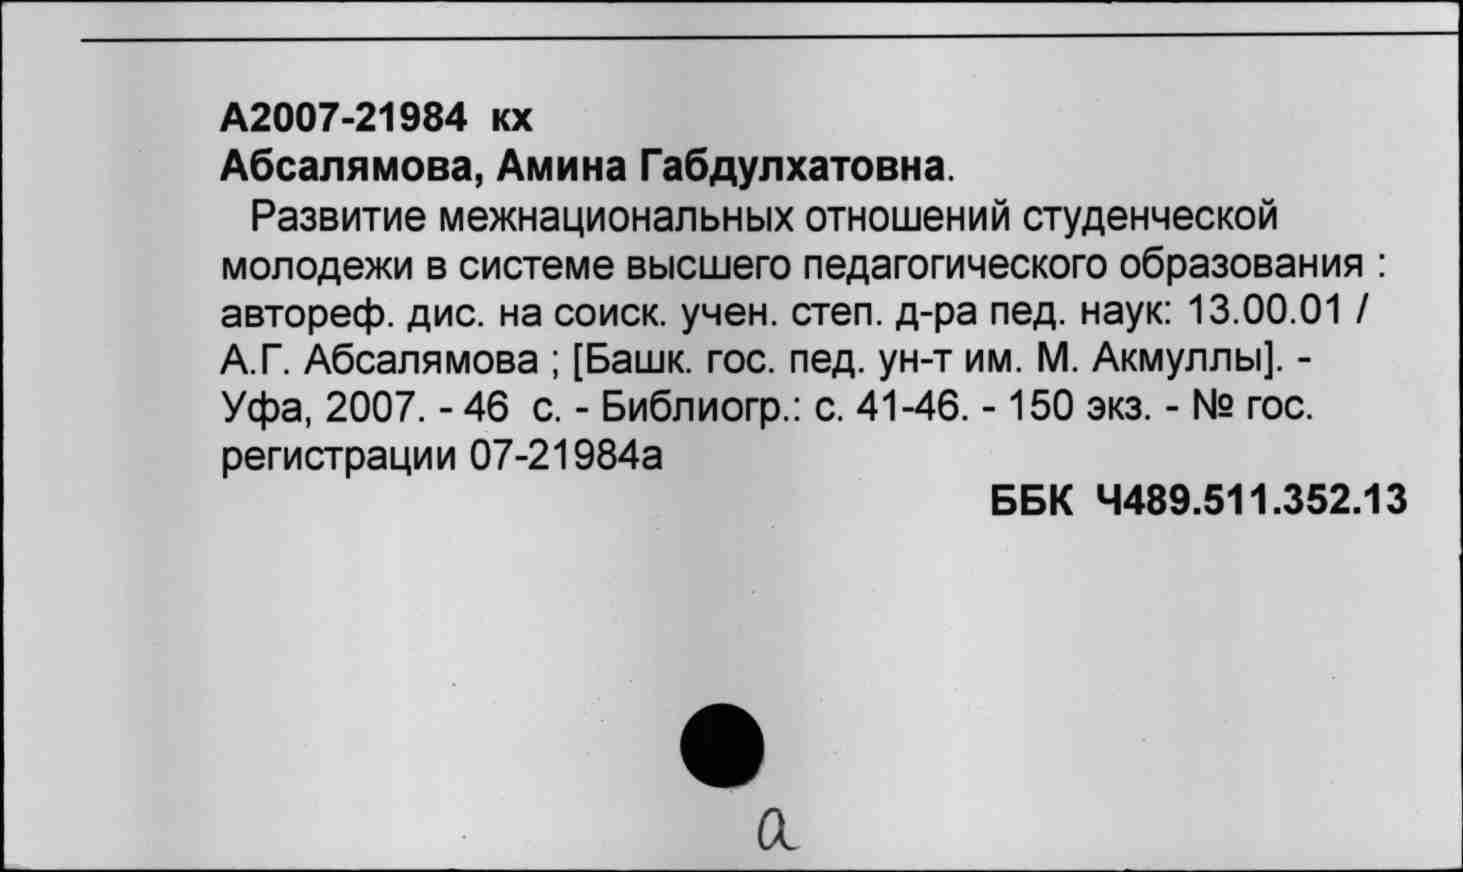 А2007-21984 кх
Абсалямова, Амина Габдулхатовна.
Развитие межнациональных отношений студенческой
молодежи в системе высшего педагогического образования :
автореф. дис. на соиск. учен. степ. д-ра пед. наук: 13.00.01 /
А.Г. Абсалямова ; [Башк. гос. пед. ун-т им. М. Акмуллы]. -
Уфа, 2007. - 46 с. - Библиогр.: с. 41-46. - 150 экз. - № гос.
регистрации 07-21984а
ББК Ч489.511.352.13
а